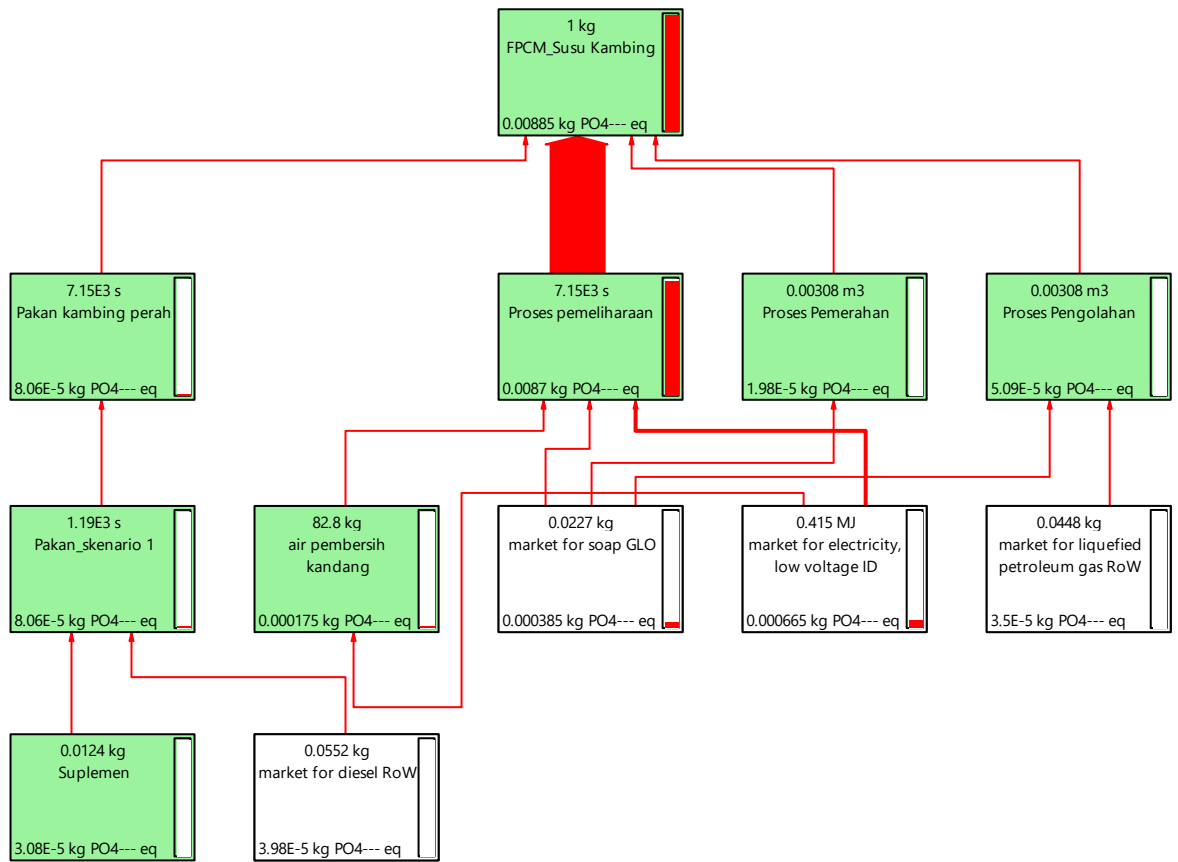 1 kg
FPCM_Susu Kambing
0.00885 kg PO4--- eq
7.15E3 s
Pakan kambing perah
8.06E-5 kg PO4--- eq
7.15E3 s
Proses pemeliharaan
0.0087 kg PO4--- eq
0.00308 m3
Proses Pemerahan
1.98E-5 kg PO4--- eq
0.00308 m3
Proses Pengolahan
5.09E-5 kg PO4--- eq
1.19E3 s
Pakan_skenario 1
8.06E-5 kg PO4--- eq
82.8 kg
air pembersih
kandang
0.000175 kg PO4--- eq
0.0227 kg
market for soap GLO
0.000385 kg PO4--- eq
0.415 MJ
market for electricity,
low voltage ID
0.000665 kg PO4--- eq
0.0448 kg
market for liquefied
petroleum gas RoW
3.5E-5 kg PO4--- eq
0.0124 kg
Suplemen
3.08E-5 kg PO4--- eq
0.0552 kg
market for diesel RoW
3.98E-5 kg PO4--- eq